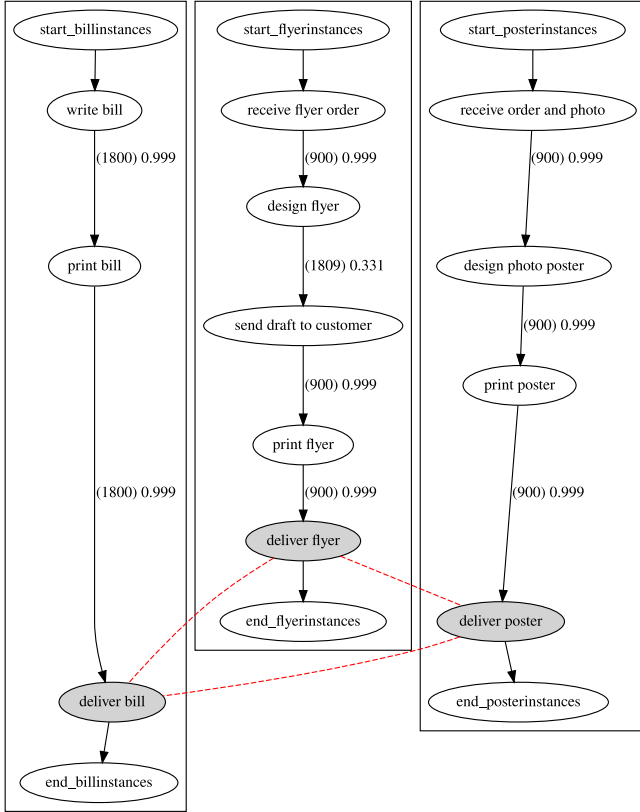 start_billinstances
write bill
(1800) 0.999
print bill
(1800) 0.999
deliver bill
end_billinstances
start_flyerinstances
receive flyer order
(900) 0.999
design flyer
(1809) 0.331
send draft to customer
(900) 0.999
print flyer
(900) 0.999
deliver flyer
end_flyerinstances
start_posterinstances
receive order and photo
(900) 0.999
design photo poster
(900) 0.999
print poster
(900) 0.999
deliver poster
end_posterinstances